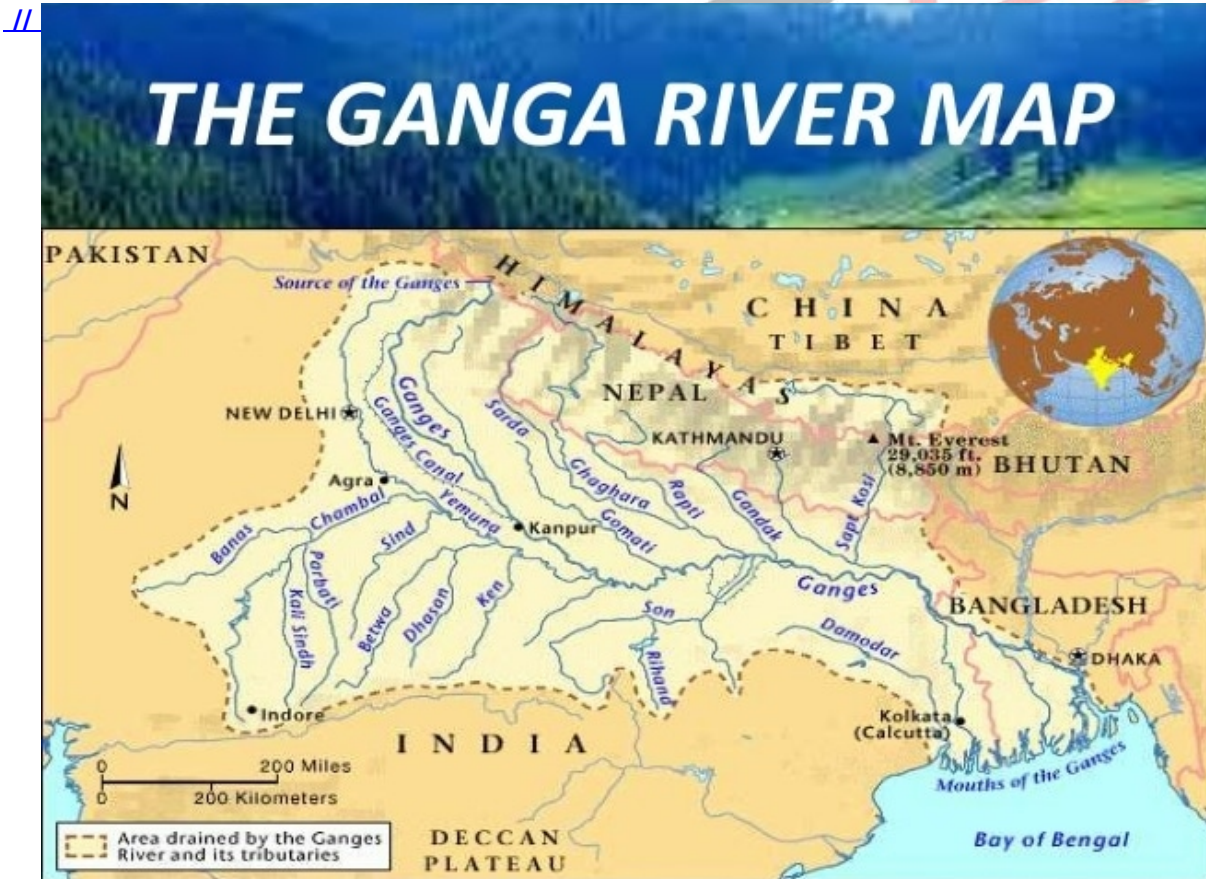 //
THE GANGA RIVER MAP
PAKISTAN
Source of the Ganges
HIMALAYAS
CHINA
TIBET
NEPAL
NEW DELHI
Ganges
Ganges Canal
Sarda
KATHMANDU
Mt. Everest
29,035 ft.
(8,850 m)
BHUTAN
N
Agra
Chambal
Yemuna
Ghaghara
Rapti
Gandak
Sapt Kosi
Banas
Sind
Kanpur
Gomati
Parbati
Kali Sindh
Betwa
Dhasan
Ken
Ganges
BANGLADESH
Son
Damodar
Rihand
DHAKA
Indore
Kolkata
(Calcutta)
INDIA
Mouths of the Ganges
0 200 Miles
0 200 Kilometers
Area drained by the Ganges
River and its tributaries
DECCAN
PLATEAU
Bay of Bengal